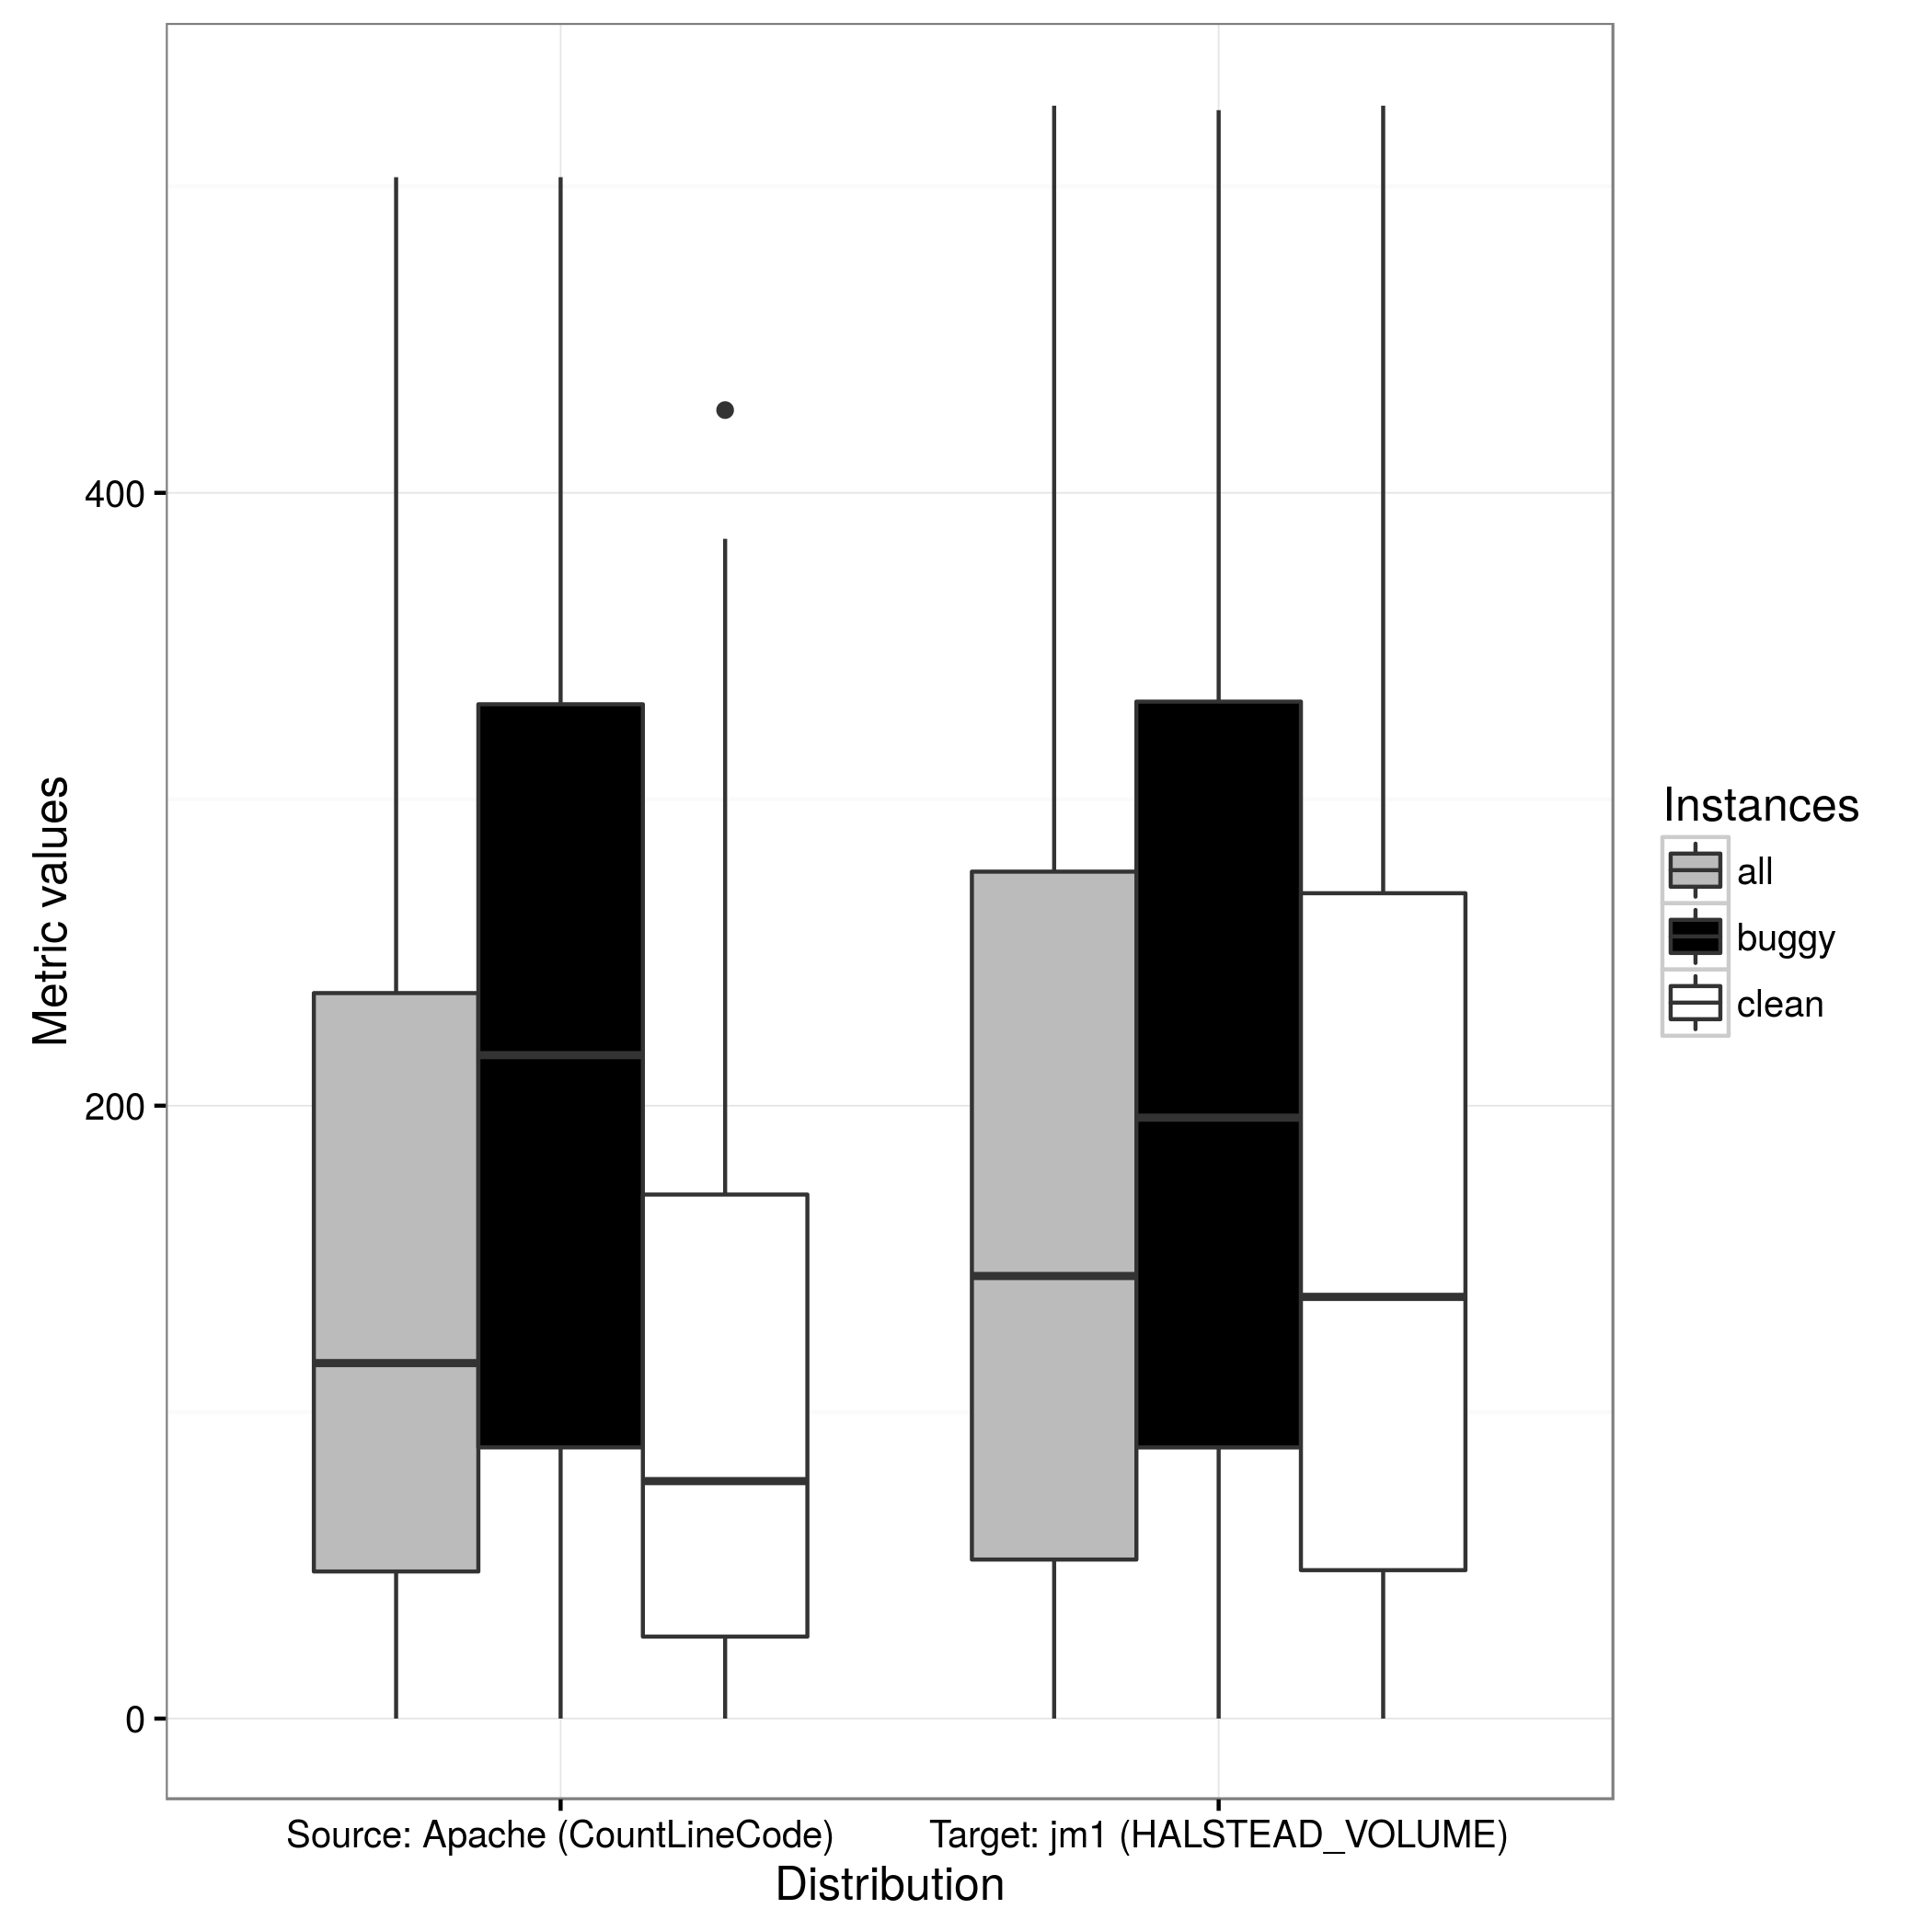 Metric values
400
200
0
Source: Apache (CountLineCode)
Target: jm1 (HALSTEAD_VOLUME)
Distribution
Instances
all
buggy
clean